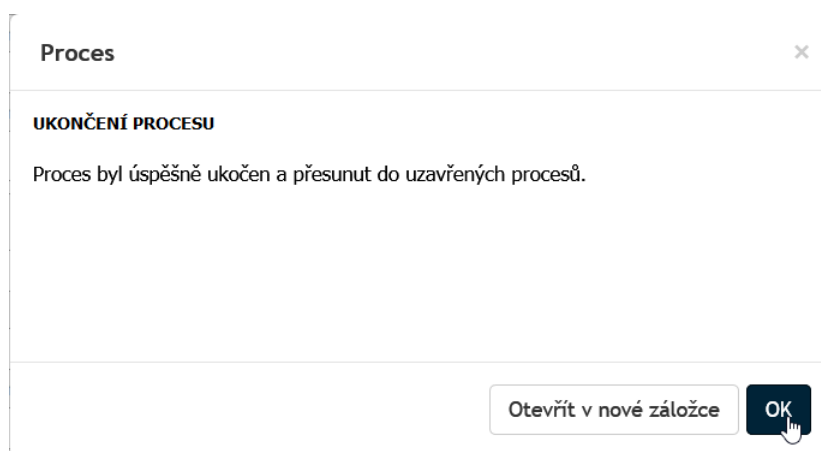 Proces
×
UKONČENÍ PROCESU
Proces byl úspěšně ukočen a přesunut do uzavřených procesů.
Otevřít v nové záložce
OK